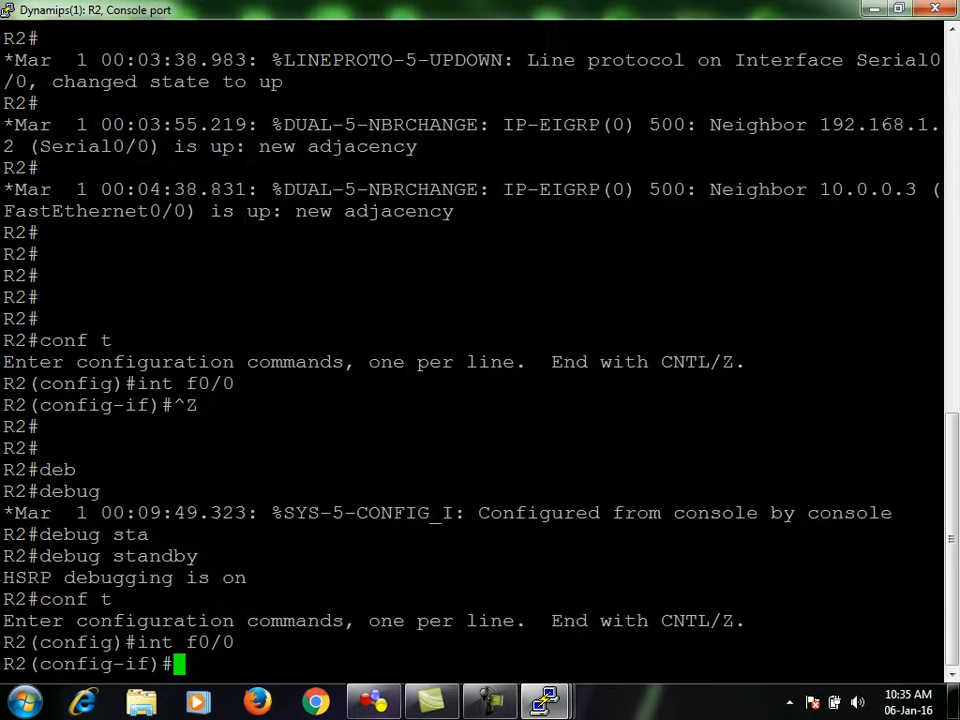 Dynamips(1): R2, Console port
R2#
*Mar  1 00:03:38.983: %LINEPROTO-5-UPDOWN: Line protocol on Interface Serial0
/0, changed state to up
R2#
*Mar  1 00:03:55.219: %DUAL-5-NBRCHANGE: IP-EIGRP(0) 500: Neighbor 192.168.1.
2 (Serial0/0) is up: new adjacency
R2#
*Mar  1 00:04:38.831: %DUAL-5-NBRCHANGE: IP-EIGRP(0) 500: Neighbor 10.0.0.3 (
FastEthernet0/0) is up: new adjacency
R2#
R2#
R2#
R2#
R2#
R2#conf t
Enter configuration commands, one per line.  End with CNTL/Z.
R2(config)#int f0/0
R2(config-if)#^Z
R2#
R2#
R2#deb
R2#debug
*Mar  1 00:09:49.323: %SYS-5-CONFIG_I: Configured from console by console
R2#debug sta
R2#debug standby
HSRP debugging is on
R2#conf t
Enter configuration commands, one per line.  End with CNTL/Z.
R2(config)#int f0/0
R2(config-if)#
10:35 AM
06-Jan-16